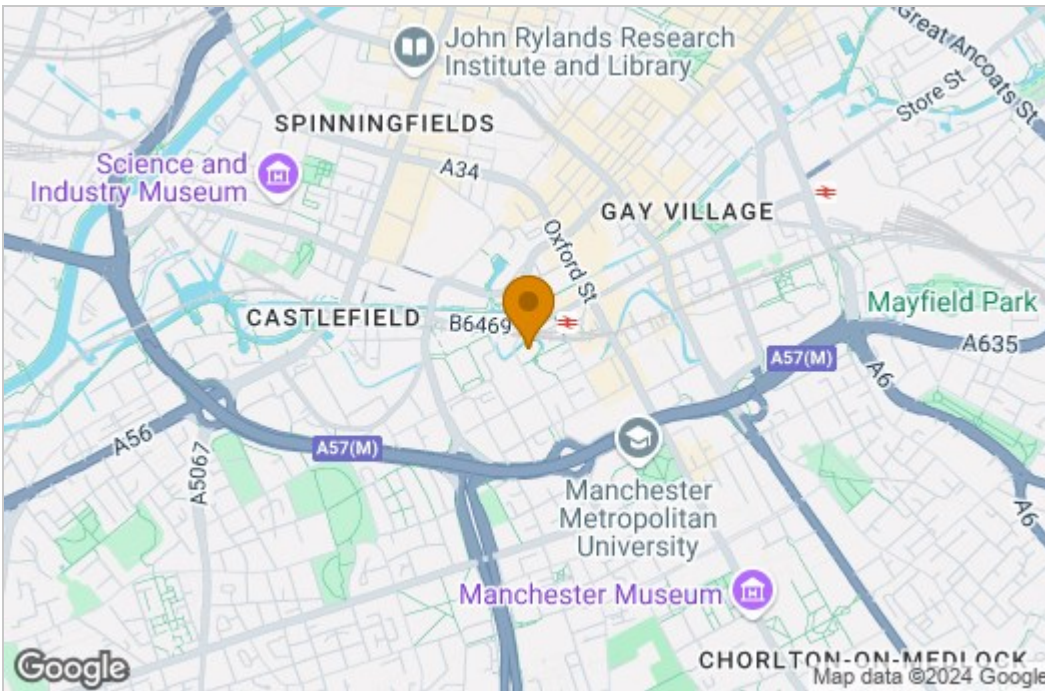 John Rylands Research
Institute and Library
Great Ancoats St
Store St
SPINNINGFIELDS
Science and
Industry Museum
A34
GAY VILLAGE
Oxford St
Mayfield Park
CASTLEFIELD
B6469
A635
A57(M)
A6
A56
A57(M)
A5067
Manchester
Metropolitan
University
A6
Manchester Museum
CHORLTON-ON-MEDLOCK
Google
Map data ©2024 Google